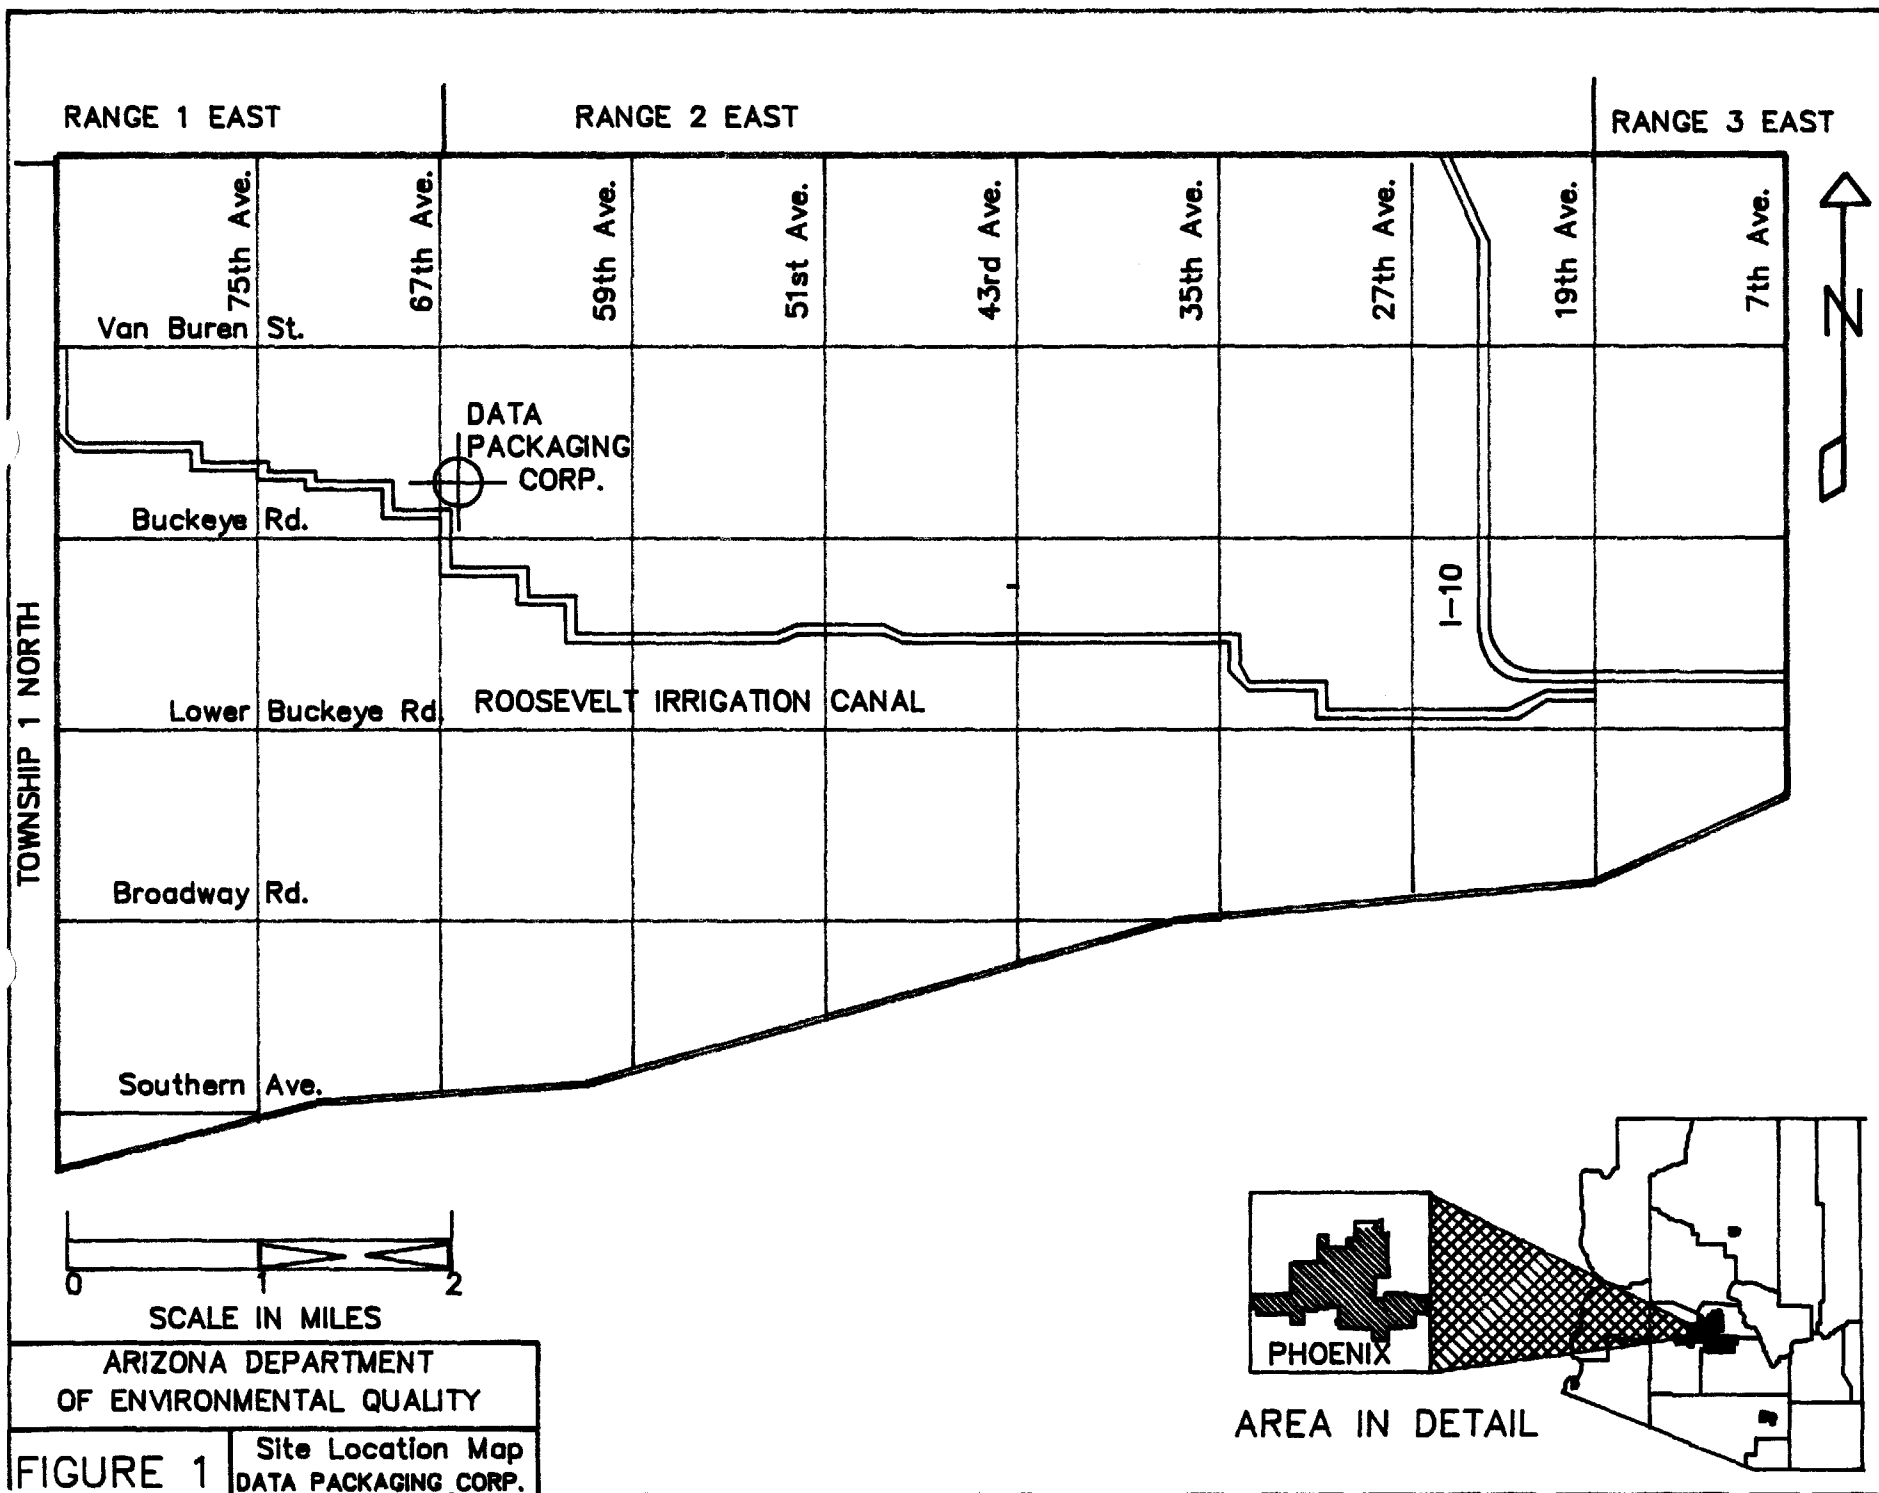 RANGE 1 EAST
RANGE 2 EAST
RANGE 3 EAST
75th Ave.
67th Ave.
59th Ave.
51st Ave.
43rd Ave.
35th Ave.
27th Ave.
19th Ave.
7th Ave.
N
Van Buren St.
DATA
PACKAGING
CORP.
Buckeye Rd.
I-10
TOWNSHIP 1 NORTH
Lower Buckeye Rd.
ROOSEVELT IRRIGATION CANAL
Broadway Rd.
Southern Ave.
0 1 2
SCALE IN MILES
PHOENIX
AREA IN DETAIL
ARIZONA DEPARTMENT
OF ENVIRONMENTAL QUALITY
FIGURE 1
Site Location Map
DATA PACKAGING CORP.